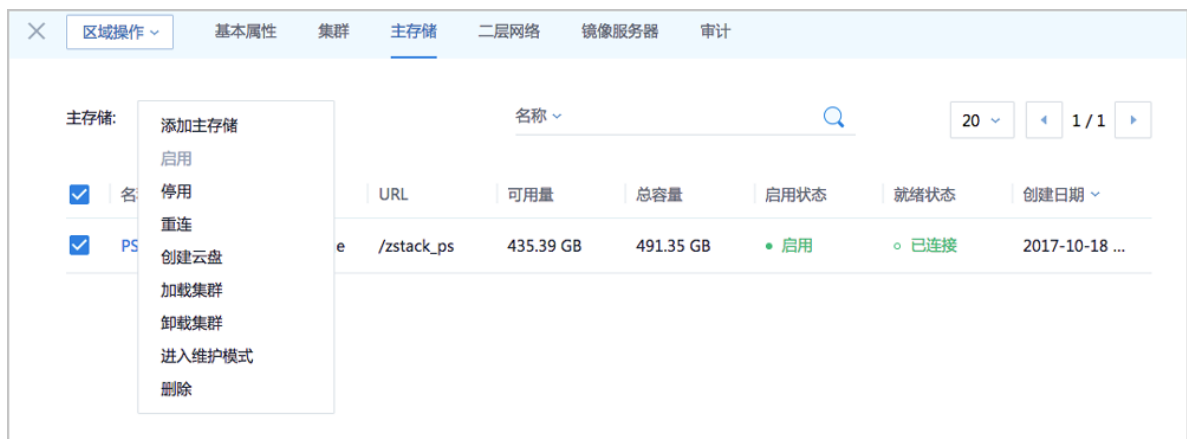 区域操作 基本属性 集群 主存储 二层网络 镜像服务器 审计
主存储: 名称 20 1 / 1
添加主存储
启用
停用
重连
创建云盘
加载集群
卸载集群
进入维护模式
删除
URL 可用量 总容量 启用状态 就绪状态 创建日期
PS e /zstack_ps 435.39 GB 491.35 GB 启用 已连接 2017-10-18 ...